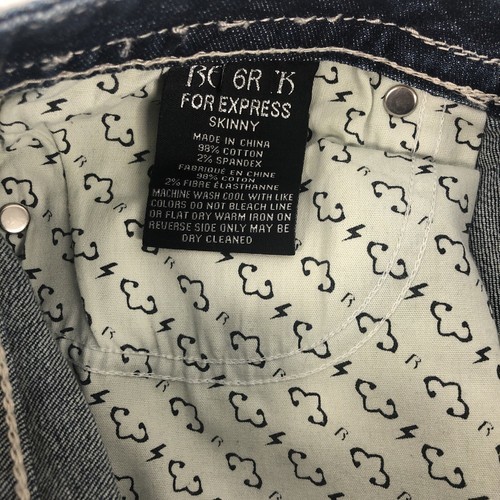 FOR EXPRESS
SKINNY
MADE IN CHINA
98% COTTON
2% SPANDEX
FABRIQUE EN CHINE
98% COTON
2% FIBRE ÉLASTHANNE
MACHINE WASH COOL WITH LIKE
COLORS DO NOT BLEACH LINE
OR FLAT DRY WARM IRON ON
REVERSE SIDE ONLY MAY BE
DRY CLEANED